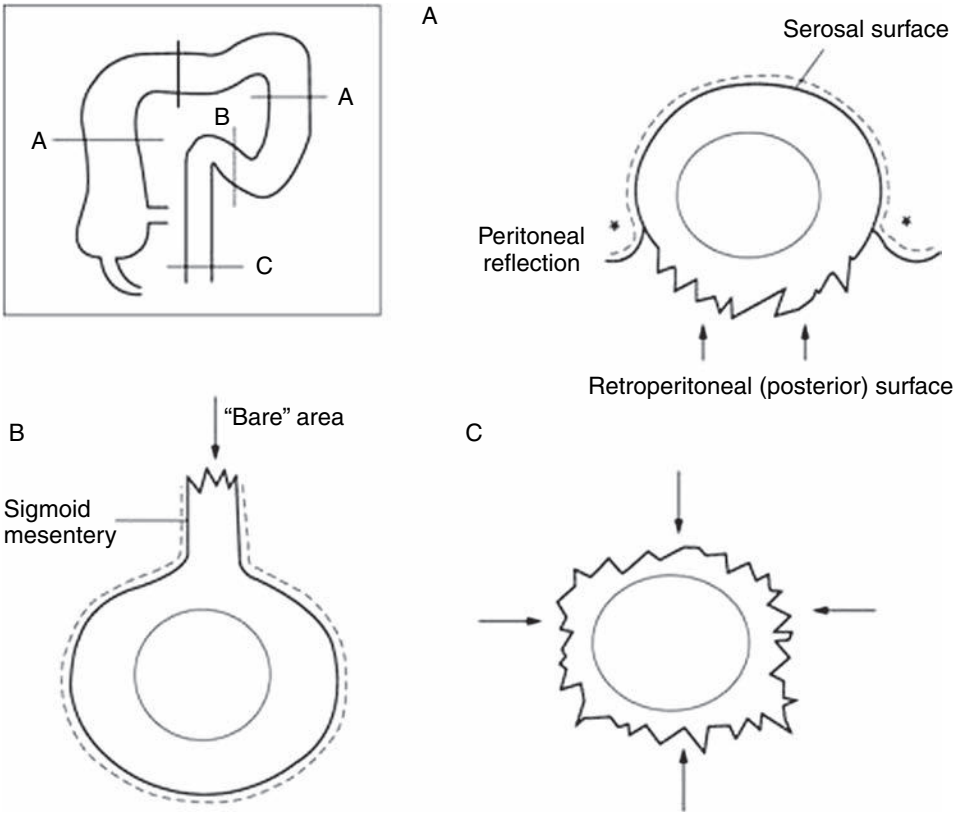 A
A
B
C
A
Serosal surface
Peritoneal
reflection
Retroperitoneal (posterior) surface
B
“Bare” area
Sigmoid
mesentery
C